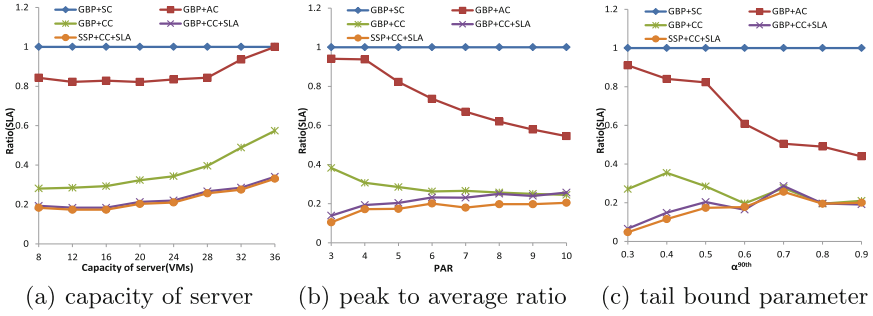 GBP+SC GBP+AC
GBP+CC GBP+CC+SLA
SSP+CC+SLA
1.2
1
0.8
0.6
0.4
0.2
0
Ratio(SLA)
8 12 16 20 24 28 32 36
Capacity of server(VMs)
(a) capacity of server
GBP+SC GBP+AC
GBP+CC GBP+CC+SLA
SSP+CC+SLA
1.2
1
0.8
0.6
0.4
0.2
0
Ratio(SLA)
3 4 5 6 7 8 9 10
PAR
(b) peak to average ratio
GBP+SC GBP+AC
GBP+CC GBP+CC+SLA
SSP+CC+SLA
1.2
1
0.8
0.6
0.4
0.2
0
Ratio(SLA)
0.3 0.4 0.5 0.6 0.7 0.8 0.9
α90th
(c) tail bound parameter